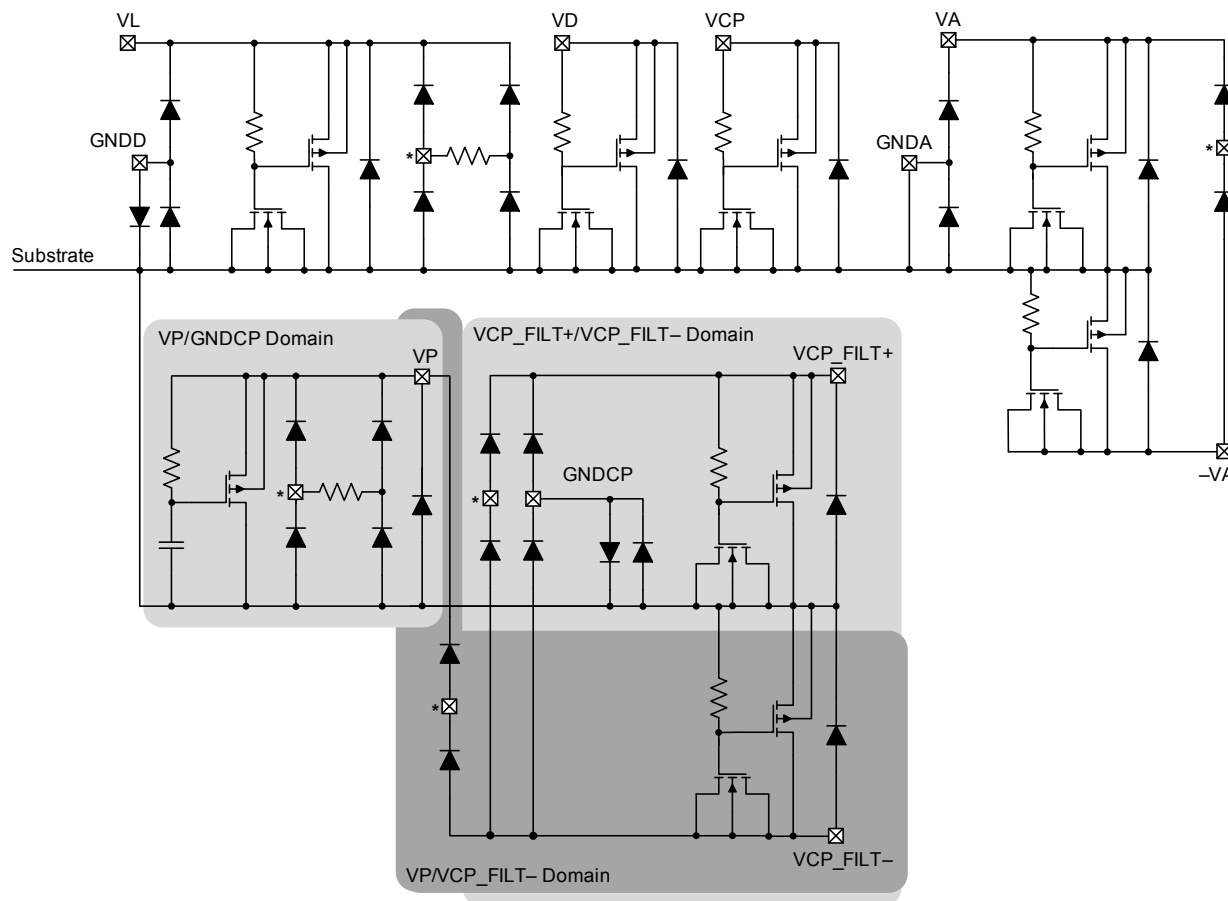 VL
VD
VCP
VA
GNDD
GNDA
*
*
Substrate
VP/GNDCP Domain
VP
VCP_FILT+/VCP_FILT– Domain
VCP_FILT+
–VA
GNDCP
*
*
*
VCP_FILT–
VP/VCP_FILT– Domain